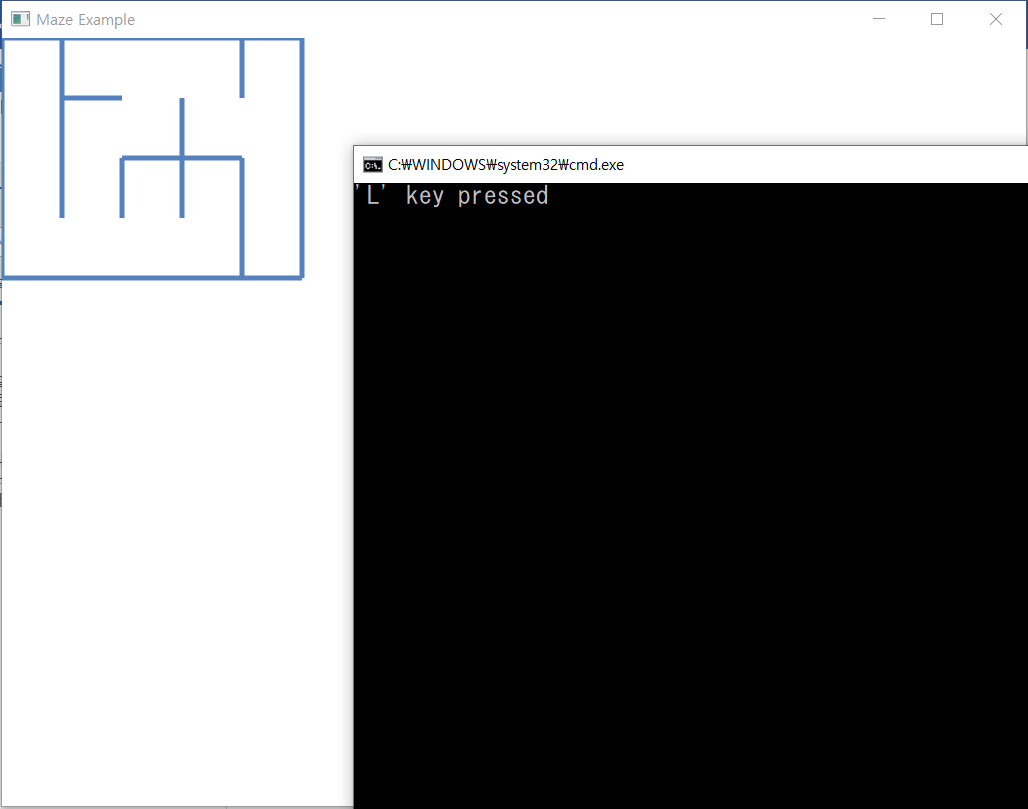 Maze Example
C:₩WINDOWS₩system32₩cmd.exe
'L' key pressed